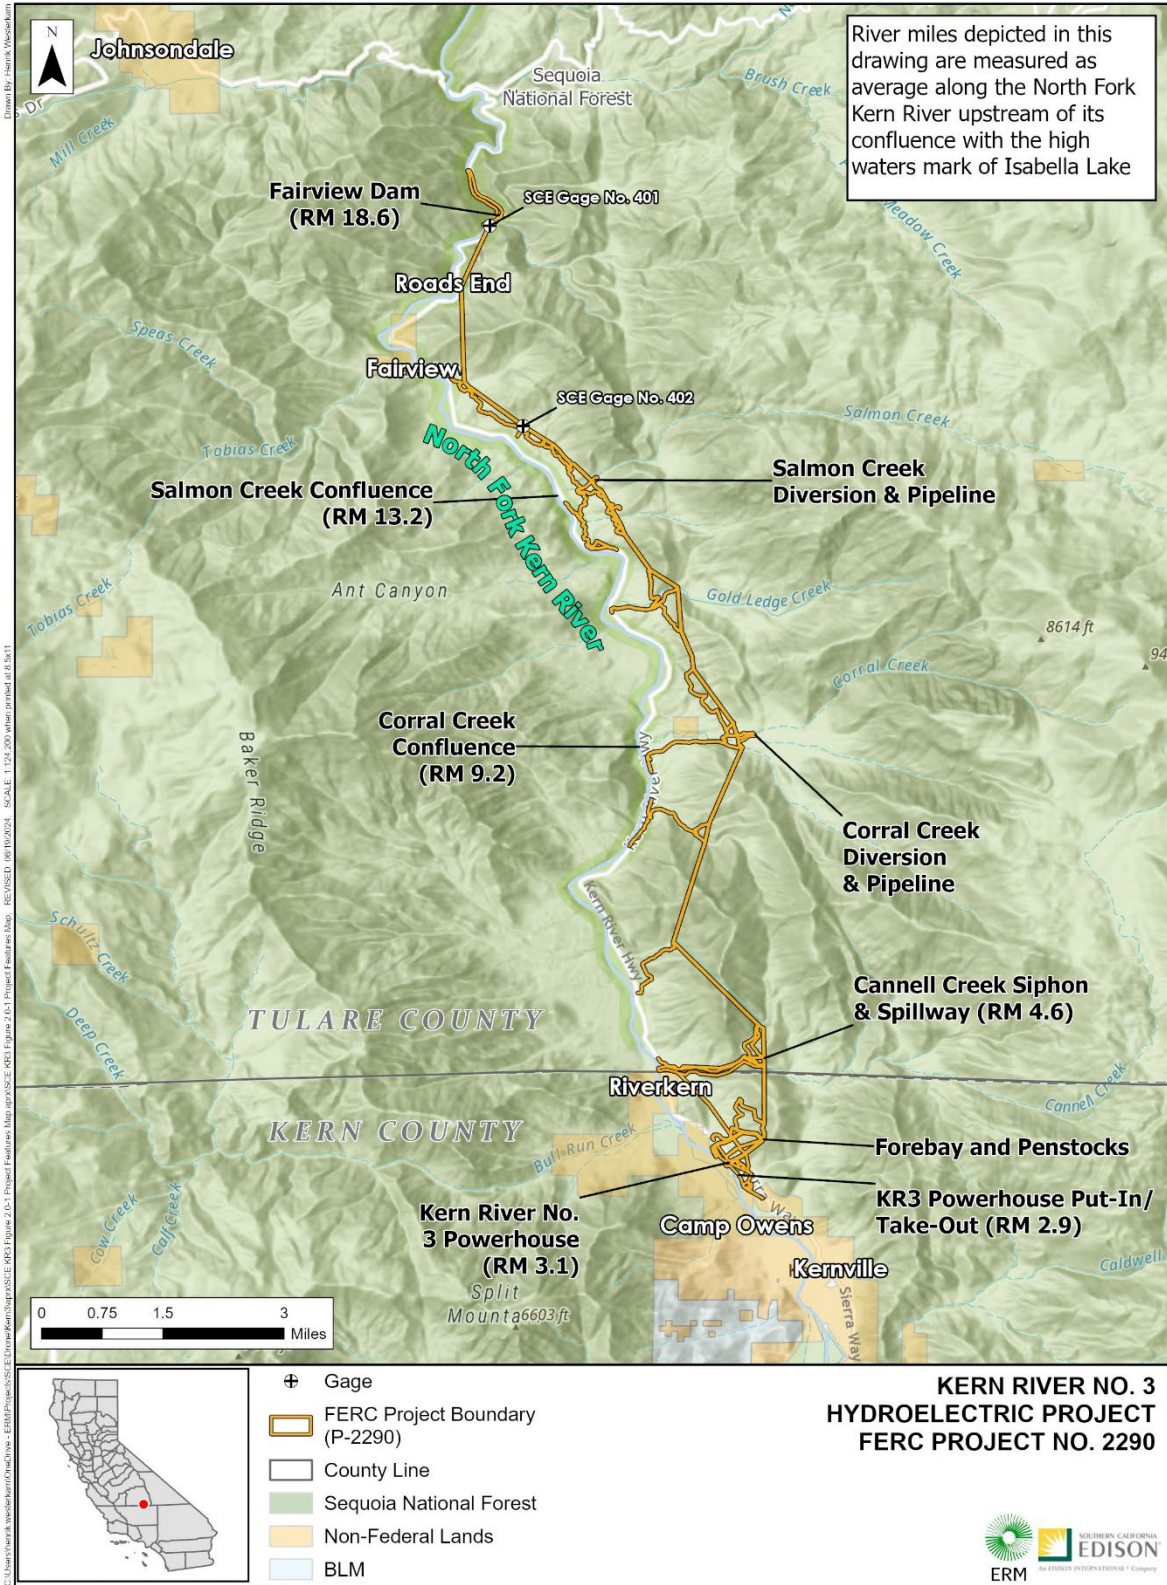 Drawn By: Henrik Westerkam
N
Johnsondale
River miles depicted in this
drawing are measured as
average along the North Fork
Kern River upstream of its
confluence with the high
waters mark of Isabella Lake
Sequoia
National Forest
Brush Creek
s Dr
Mill Creek
Fairview Dam
(RM 18.6)
SCE Gage No. 401
Meadow Creek
Roads End
Speas Creek
Fairview
SCE Gage No. 402
Salmon Creek
Tobias Creek
North Fork Kern River
Salmon Creek
Diversion & Pipeline
Salmon Creek Confluence
(RM 13.2)
Ant Canyon
Gold Ledge Creek
Tobias Creek
8614 ft
94
Corral Creek
Corral Creek
Confluence
(RM 9.2)
Baker Ridge
Corral Creek
Diversion
& Pipeline
Kern River Hwy
Schultz Creek
Deep Creek
Cannell Creek Siphon
& Spillway (RM 4.6)
TULARE COUNTY
Riverkern
Cannell Creek
KERN COUNTY
Bull Run Creek
Forebay and Penstocks
KR3 Powerhouse Put-In/
Take-Out (RM 2.9)
Kern River No.
3 Powerhouse
(RM 3.1)
Cow Creek
Calf Creek
Camp Owens
Kernville
Caldwell
Split
Mounta
6603 ft
Sierra Way
0 0.75 1.5 3
Miles
Gage
FERC Project Boundary
(P-2290)
County Line
Sequoia National Forest
Non-Federal Lands
BLM
KERN RIVER NO. 3
HYDROELECTRIC PROJECT
FERC PROJECT NO. 2290
ERM
SOUTHERN CALIFORNIA
EDISON
An EDISON INTERNATIONAL® Company